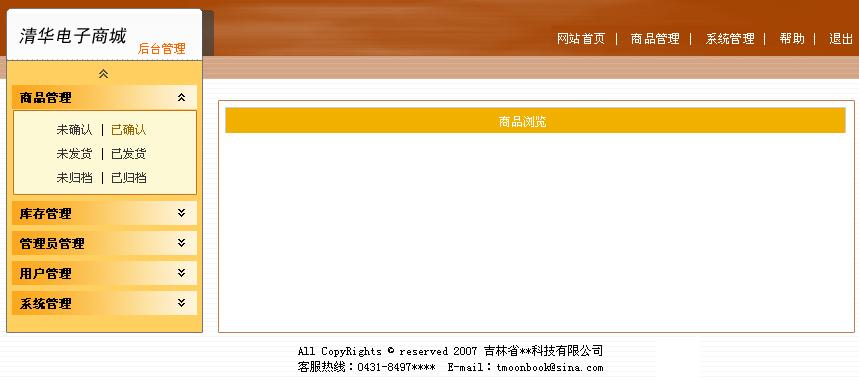 清华电子商城
后台管理
网站首页 | 商品管理 | 系统管理 | 帮助 | 退出
商品管理
未确认 | 已确认
未发货 | 已发货
未归档 | 已归档
库存管理
管理员管理
用户管理
系统管理
商品浏览
All CopyRights © reserved 2007 吉林省**科技有限公司
客服热线：0431-8497**** E-mail：tmoonbook@sina.com